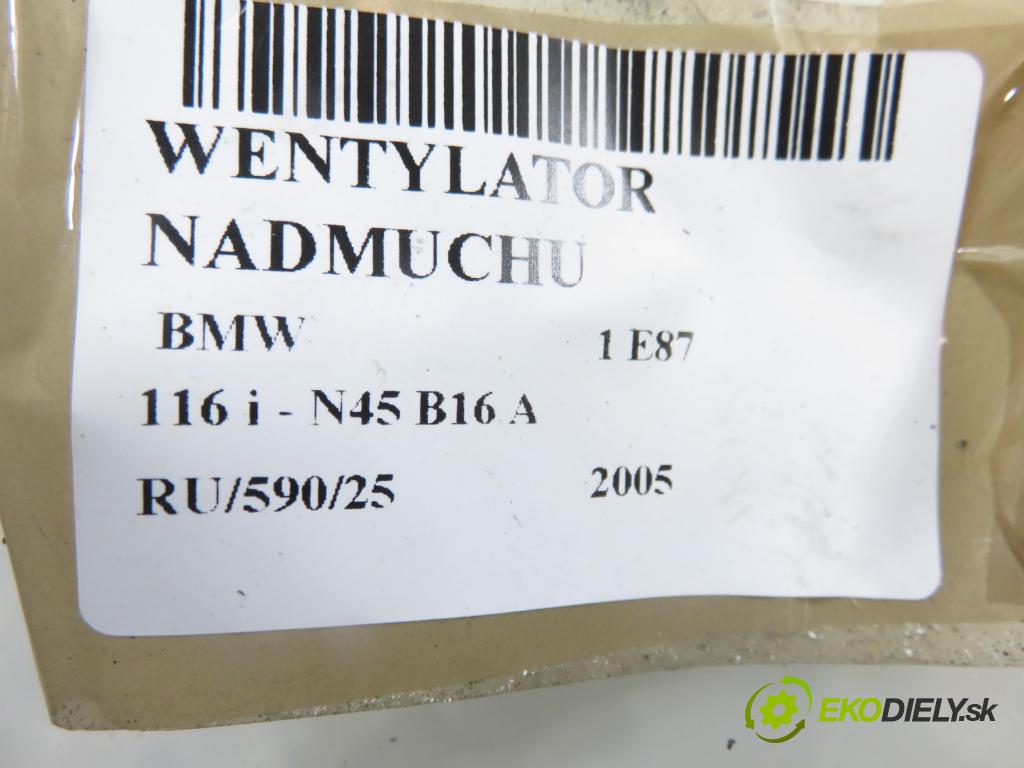 WENTYLATOR
NADMUCHU
BMW 1 E87
116 i - N45 B16 A
RU/590/25 2005
EKODIELY.sk